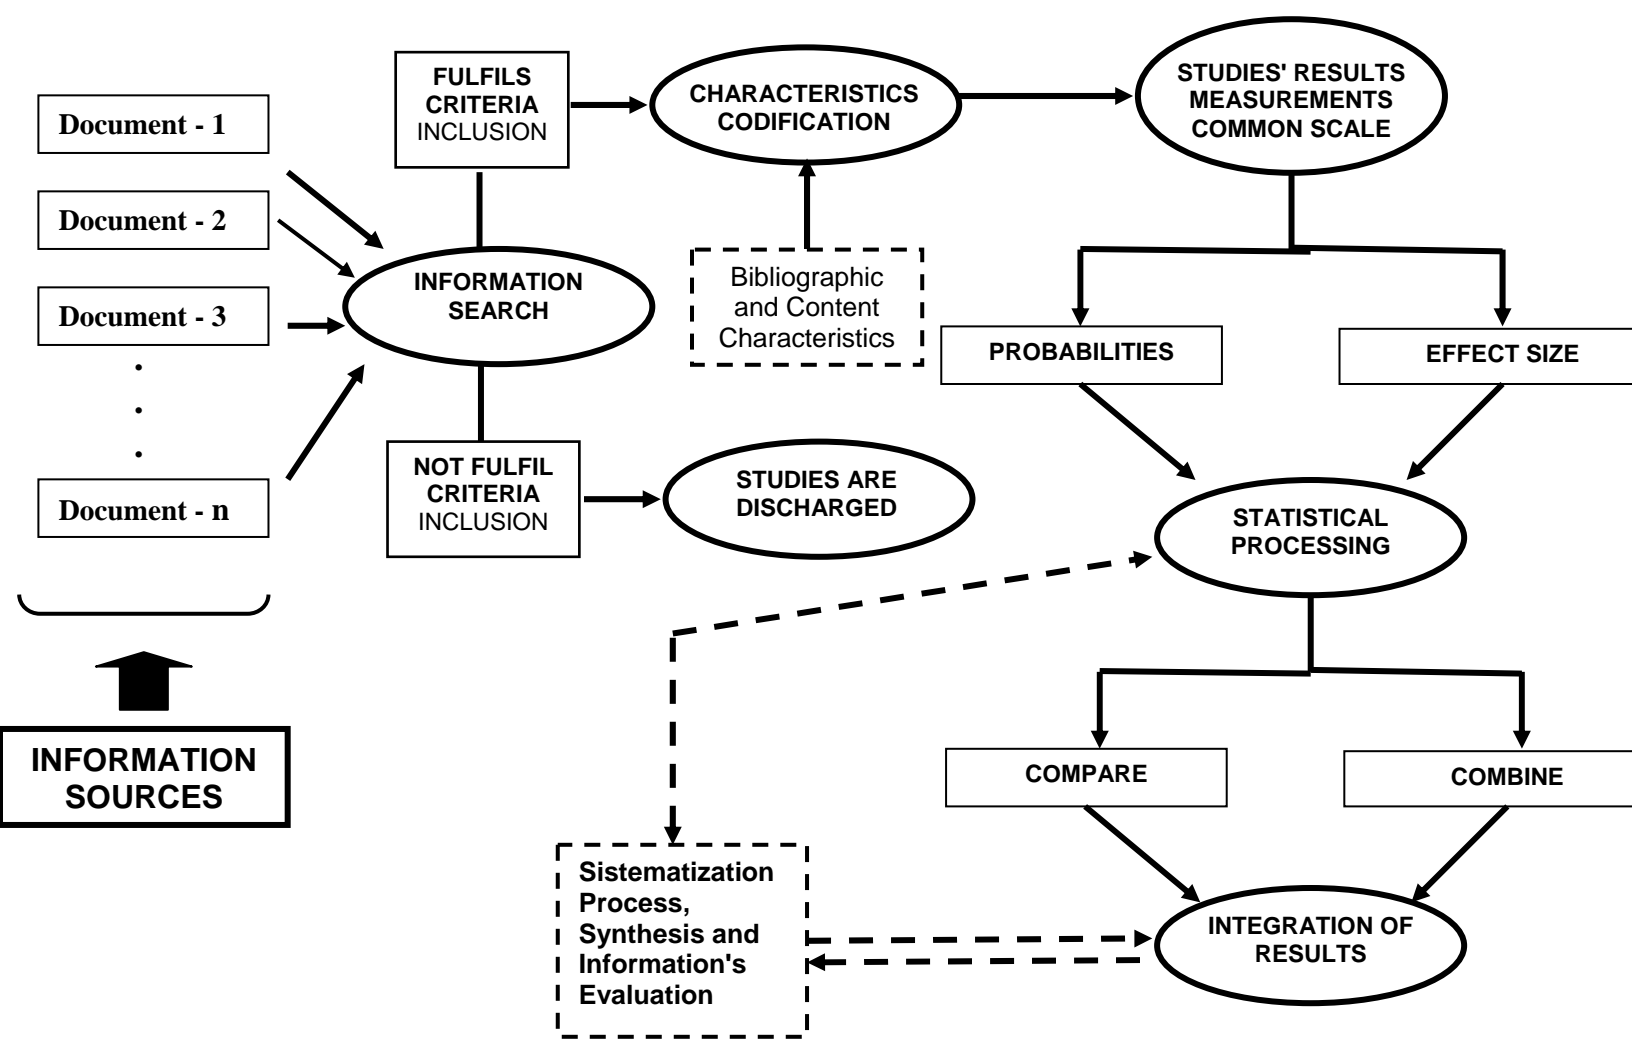 Document - 1
Document - 2
Document - 3
.
.
.
Document - n
INFORMATION
SOURCES
FULFILS
CRITERIA
INCLUSION
INFORMATION
SEARCH
NOT FULFIL
CRITERIA
INCLUSION
CHARACTERISTICS
CODIFICATION
Bibliographic
and Content
Characteristics
STUDIES ARE
DISCHARGED
STUDIES' RESULTS
MEASUREMENTS
COMMON SCALE
PROBABILITIES
EFFECT SIZE
STATISTICAL
PROCESSING
COMPARE
COMBINE
Sistematization
Process,
Synthesis and
Information's
Evaluation
INTEGRATION OF
RESULTS